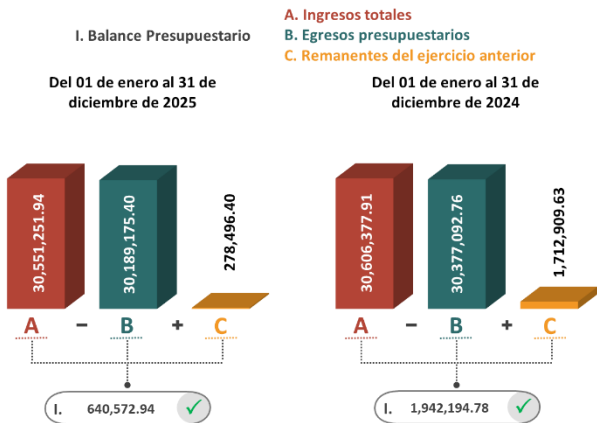 A. Ingresos totales
I. Balance Presupuestario
B. Egresos presupuestarios
C. Remanentes del ejercicio anterior
Del 01 de enero al 31 de
diciembre de 2025
30,551,251.94
30,189,175.40
278,496.40
A – B + C
I. 640,572.94 ✓
Del 01 de enero al 31 de
diciembre de 2024
30,606,377.91
30,377,092.76
1,712,909.63
A – B + C
I. 1,942,194.78 ✓